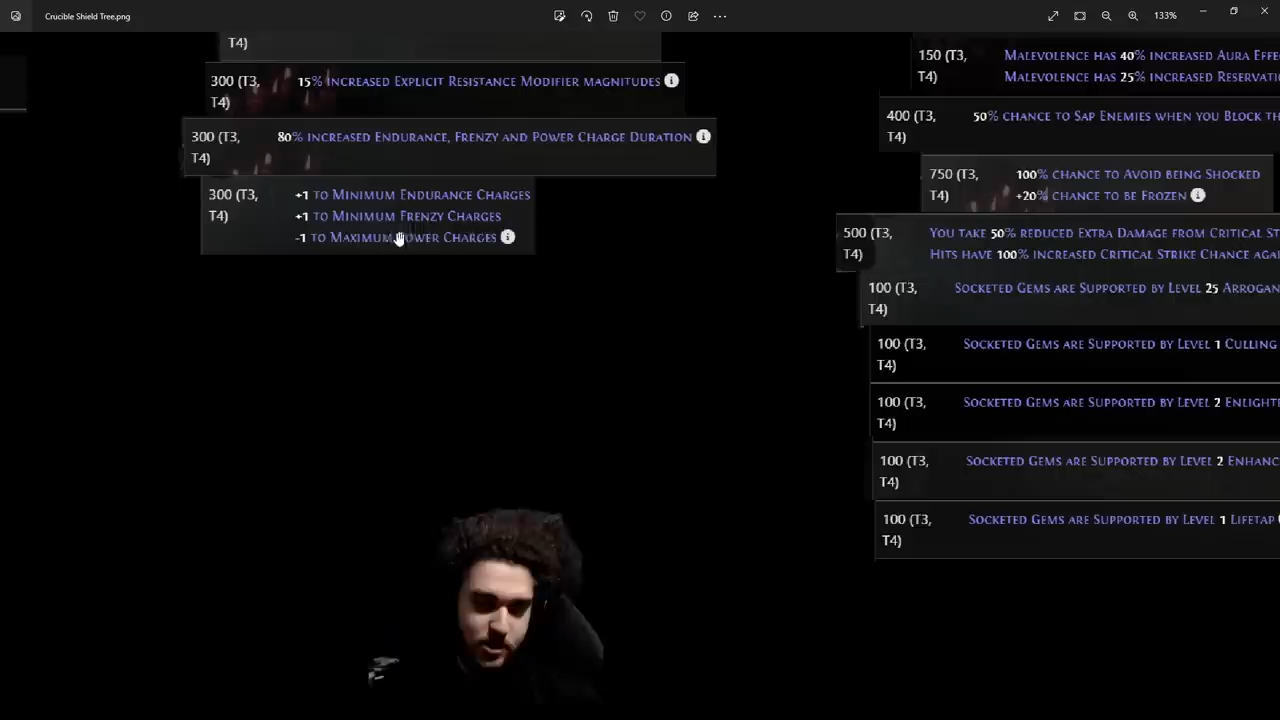 Crucible Shield Tree.png
133%
T4)
300 (T3, 15% INCREASED EXPLICIT RESISTANCE MODIFIER MAGNITUDES
T4)
300 (T3, 80% INCREASED ENDURANCE, FRENZY AND POWER CHARGE DURATION
T4)
300 (T3, +1 TO MINIMUM ENDURANCE CHARGES
T4) +1 TO MINIMUM FRENZY CHARGES
-1 TO MAXIMUM POWER CHARGES
150 (T3, MALEVOLENCE HAS 40% INCREASED AURA EFFE
T4) MALEVOLENCE HAS 25% INCREASED RESERVATI
400 (T3, 50% CHANCE TO SAP ENEMIES WHEN YOU BLOCK TH
T4)
750 (T3, 100% CHANCE TO AVOID BEING SHOCKED
T4) +20% CHANCE TO BE FROZEN
500 (T3, YOU TAKE 50% REDUCED EXTRA DAMAGE FROM CRITICAL ST
T4) HITS HAVE 100% INCREASED CRITICAL STRIKE CHANCE AGAI
100 (T3, SOCKETED GEMS ARE SUPPORTED BY LEVEL 25 ARROGAN
T4)
100 (T3, SOCKETED GEMS ARE SUPPORTED BY LEVEL 1 CULLING
T4)
100 (T3, SOCKETED GEMS ARE SUPPORTED BY LEVEL 2 ENLIGHT
T4)
100 (T3, SOCKETED GEMS ARE SUPPORTED BY LEVEL 2 ENHANC
T4)
100 (T3, SOCKETED GEMS ARE SUPPORTED BY LEVEL 1 LIFETAP
T4)